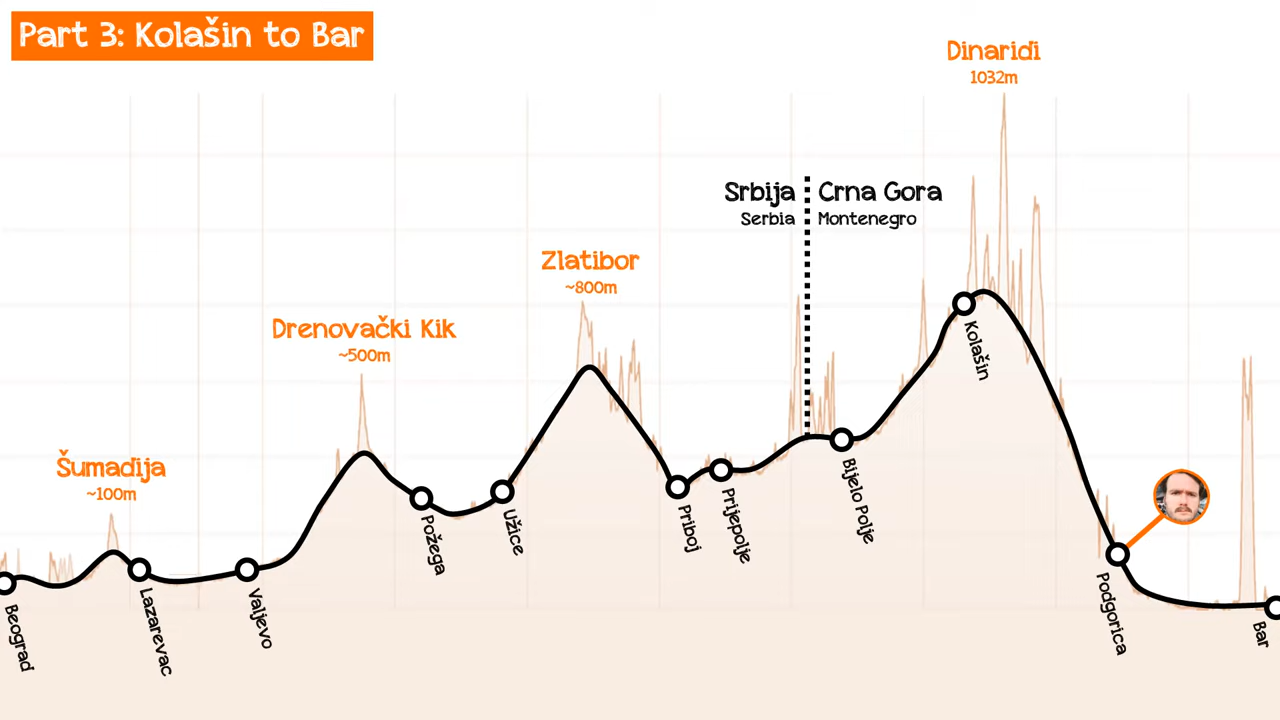 Part 3: Kolašin to Bar
Dinaridi
1032m
Srbija
Serbia
Crna Gora
Montenegro
Zlatibor
~800m
Drenovački Kik
~500m
Šumadija
~100m
Beograd
Lazarevac
Valjevo
Požega
Užice
Priboj
Prijepolje
Bijelo Polje
Kolašin
Podgorica
Bar